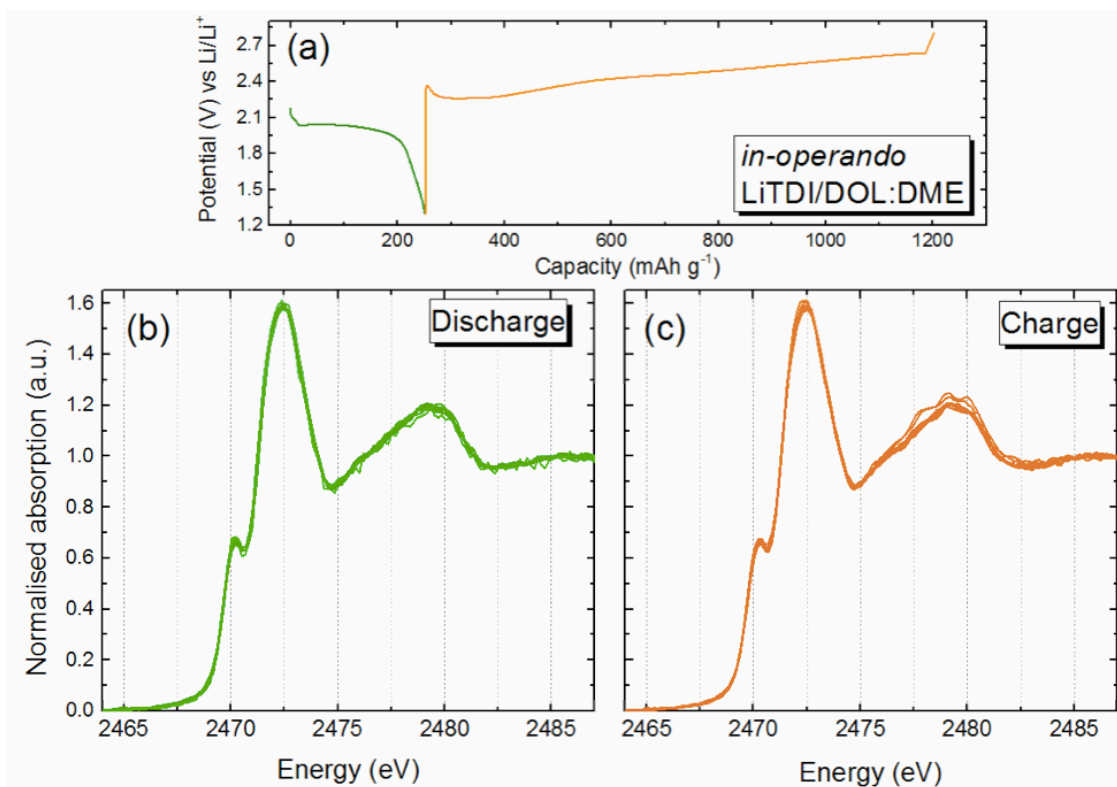 (a)
Potential (V) vs Li/Li⁺
2.7
2.4
2.1
1.8
1.5
1.2
in-operando
LiTDI/DOL:DME
0 200 400 600 800 1000 1200
Capacity (mAh g⁻¹)
(b)
Discharge
(c)
Charge
Normalised absorption (a.u.)
1.6
1.4
1.2
1.0
0.8
0.6
0.4
0.2
0.0
2465 2470 2475 2480 2485
2465 2470 2475 2480 2485
Energy (eV)
Energy (eV)